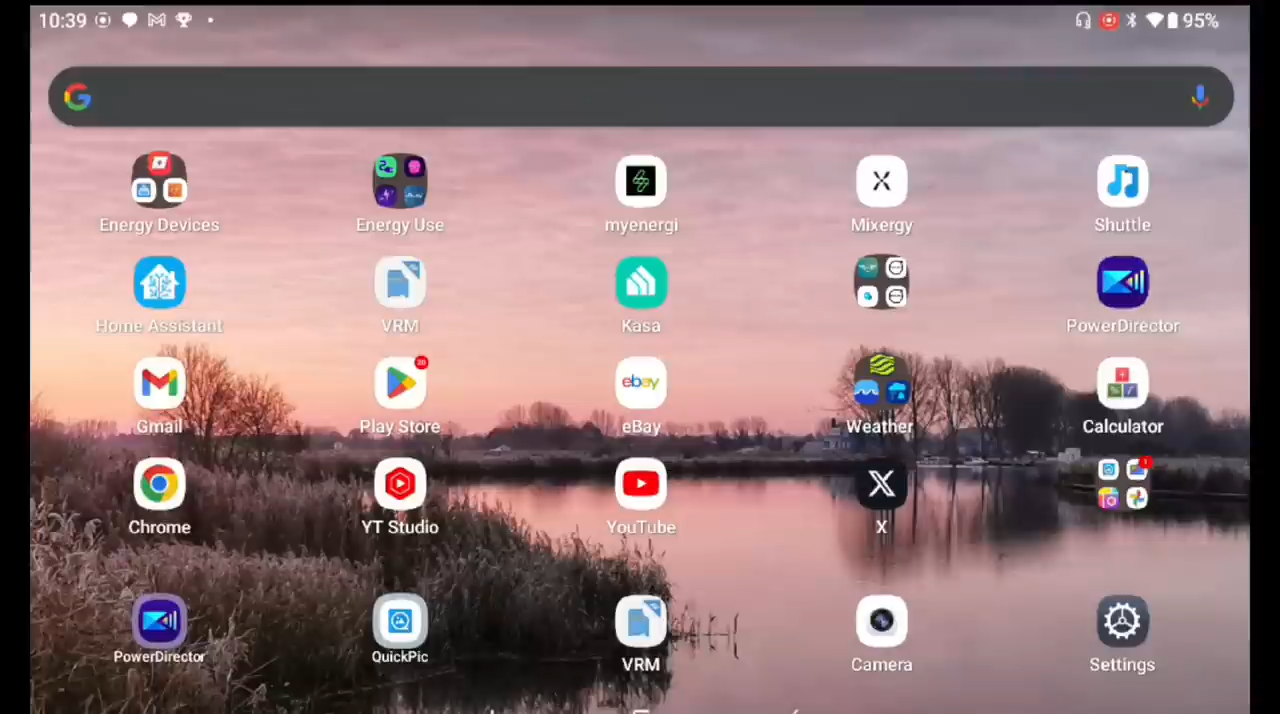 10:39 95%
Energy Devices Energy Use myenergi Mixergy Shuttle
Home Assistant VRM Kasa PowerDirector
Gmail Play Store ebay eBay Weather Calculator
Chrome YT Studio YouTube X
PowerDirector QuickPic VRM Camera Settings